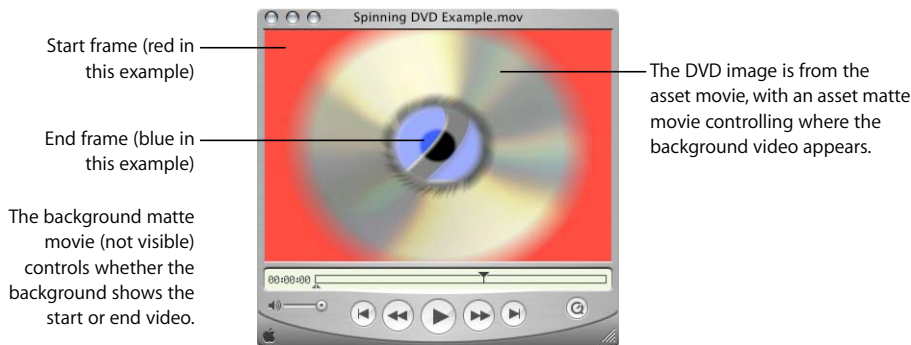 Spinning DVD Example.mov
Start frame (red in
this example)
End frame (blue in
this example)
The background matte
movie (not visible)
controls whether the
background shows the
start or end video.
The DVD image is from the
asset movie, with an asset matte
movie controlling where the
background video appears.
00:00:00